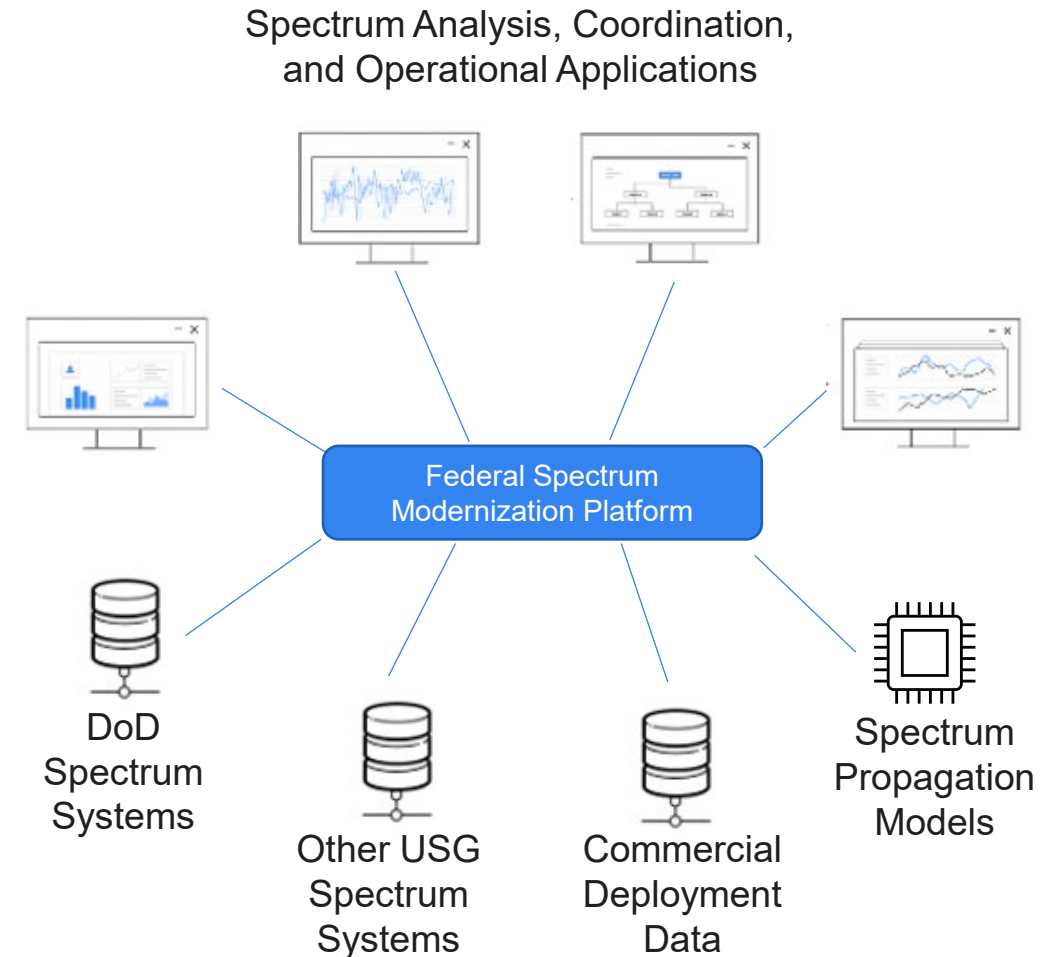 Spectrum Analysis, Coordination,
and Operational Applications
Federal Spectrum
Modernization Platform
DoD
Spectrum
Systems
Other USG
Spectrum
Systems
Commercial
Deployment
Data
Spectrum
Propagation
Models